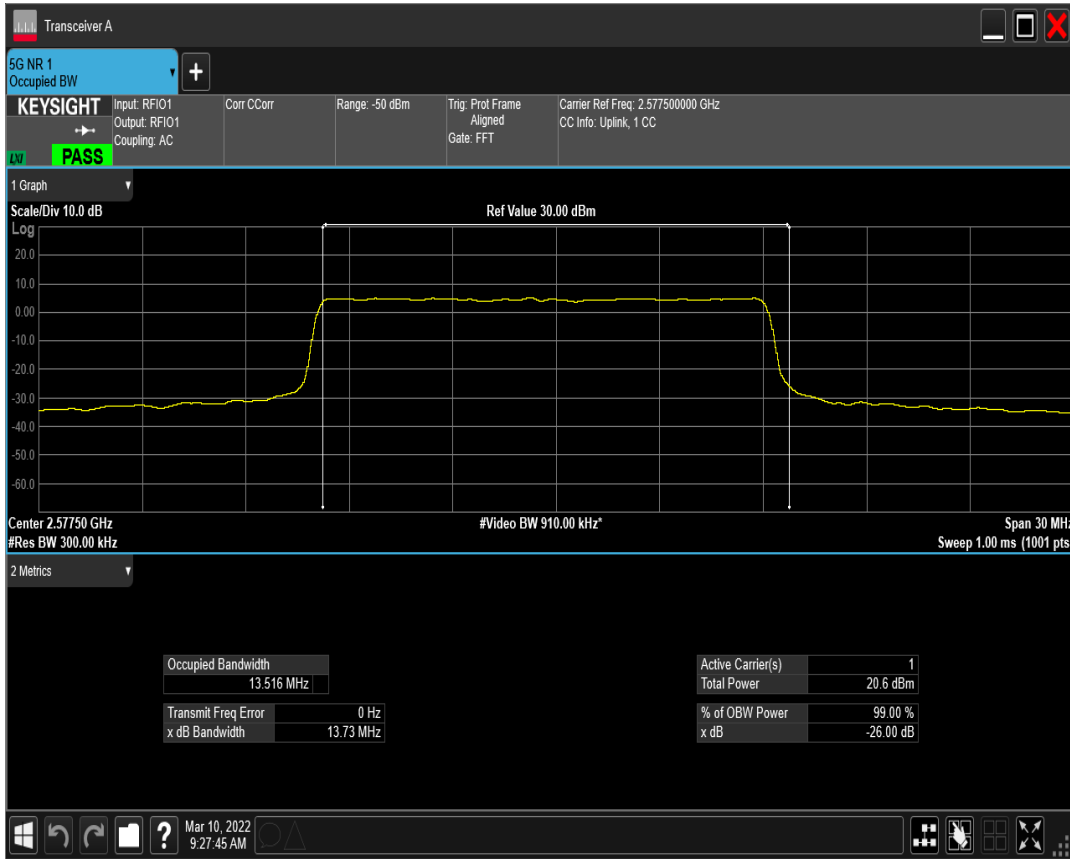 Transceiver A
5G NR 1
Occupied BW
KEYSIGHT
LXI PASS
Input: RFIO1
Output: RFIO1
Coupling: AC
Corr CCorr
Range: -50 dBm
Trig: Prot Frame
Aligned
Gate: FFT
Carrier Ref Freq: 2.577500000 GHz
CC Info: Uplink, 1 CC
1 Graph
Scale/Div 10.0 dB
Ref Value 30.00 dBm
Log
20.0
10.0
0.00
-10.0
-20.0
-30.0
-40.0
-50.0
-60.0
Center 2.57750 GHz
#Video BW 910.00 kHz*
Span 30 MHz
#Res BW 300.00 kHz
Sweep 1.00 ms (1001 pts
2 Metrics
Occupied Bandwidth
13.516 MHz
Transmit Freq Error 0 Hz
x dB Bandwidth 13.73 MHz
Active Carrier(s) 1
Total Power 20.6 dBm
% of OBW Power 99.00 %
x dB -26.00 dB
Mar 10, 2022
9:27:45 AM